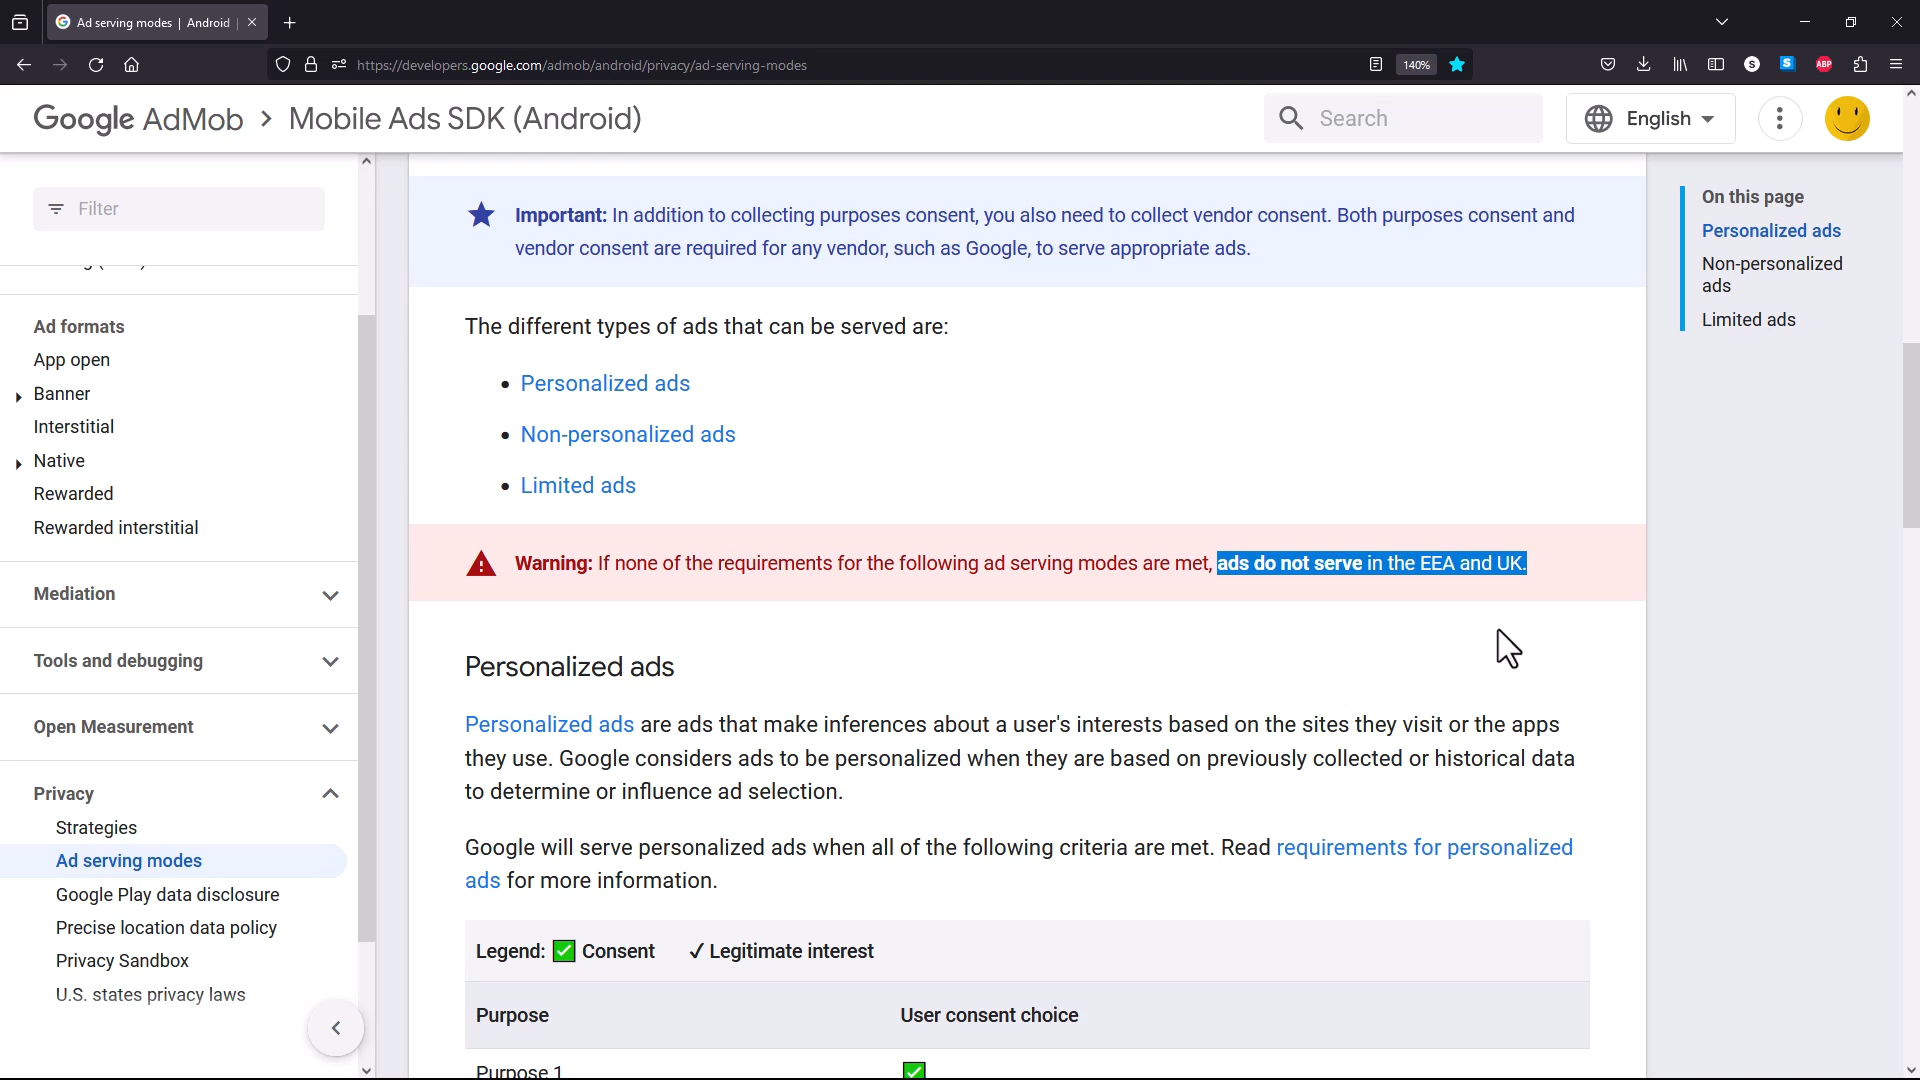 Ad serving modes | Android
https://developers.google.com/admob/android/privacy/ad-serving-modes
140%
S
S
ABP
Google AdMob > Mobile Ads SDK (Android)
Search
English
Filter
Ad formats
App open
Banner
Interstitial
Native
Rewarded
Rewarded interstitial
Mediation
Tools and debugging
Open Measurement
Privacy
Strategies
Ad serving modes
Google Play data disclosure
Precise location data policy
Privacy Sandbox
U.S. states privacy laws
Important: In addition to collecting purposes consent, you also need to collect vendor consent. Both purposes consent and
vendor consent are required for any vendor, such as Google, to serve appropriate ads.
The different types of ads that can be served are:
• Personalized ads
• Non-personalized ads
• Limited ads
Warning: If none of the requirements for the following ad serving modes are met, ads do not serve in the EEA and UK.
Personalized ads
Personalized ads are ads that make inferences about a user's interests based on the sites they visit or the apps
they use. Google considers ads to be personalized when they are based on previously collected or historical data
to determine or influence ad selection.
Google will serve personalized ads when all of the following criteria are met. Read requirements for personalized
ads for more information.
Legend: ✅ Consent ✓ Legitimate interest
Purpose User consent choice
Purpose 1 ✅
On this page
Personalized ads
Non-personalized
ads
Limited ads